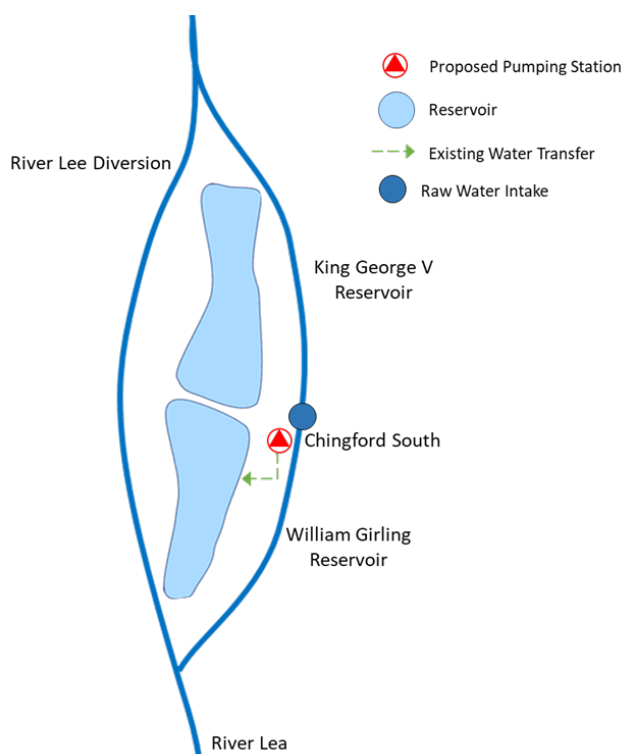 Proposed Pumping Station
Reservoir
Existing Water Transfer
Raw Water Intake
River Lee Diversion
King George V
Reservoir
Chingford South
William Girling
Reservoir
River Lea